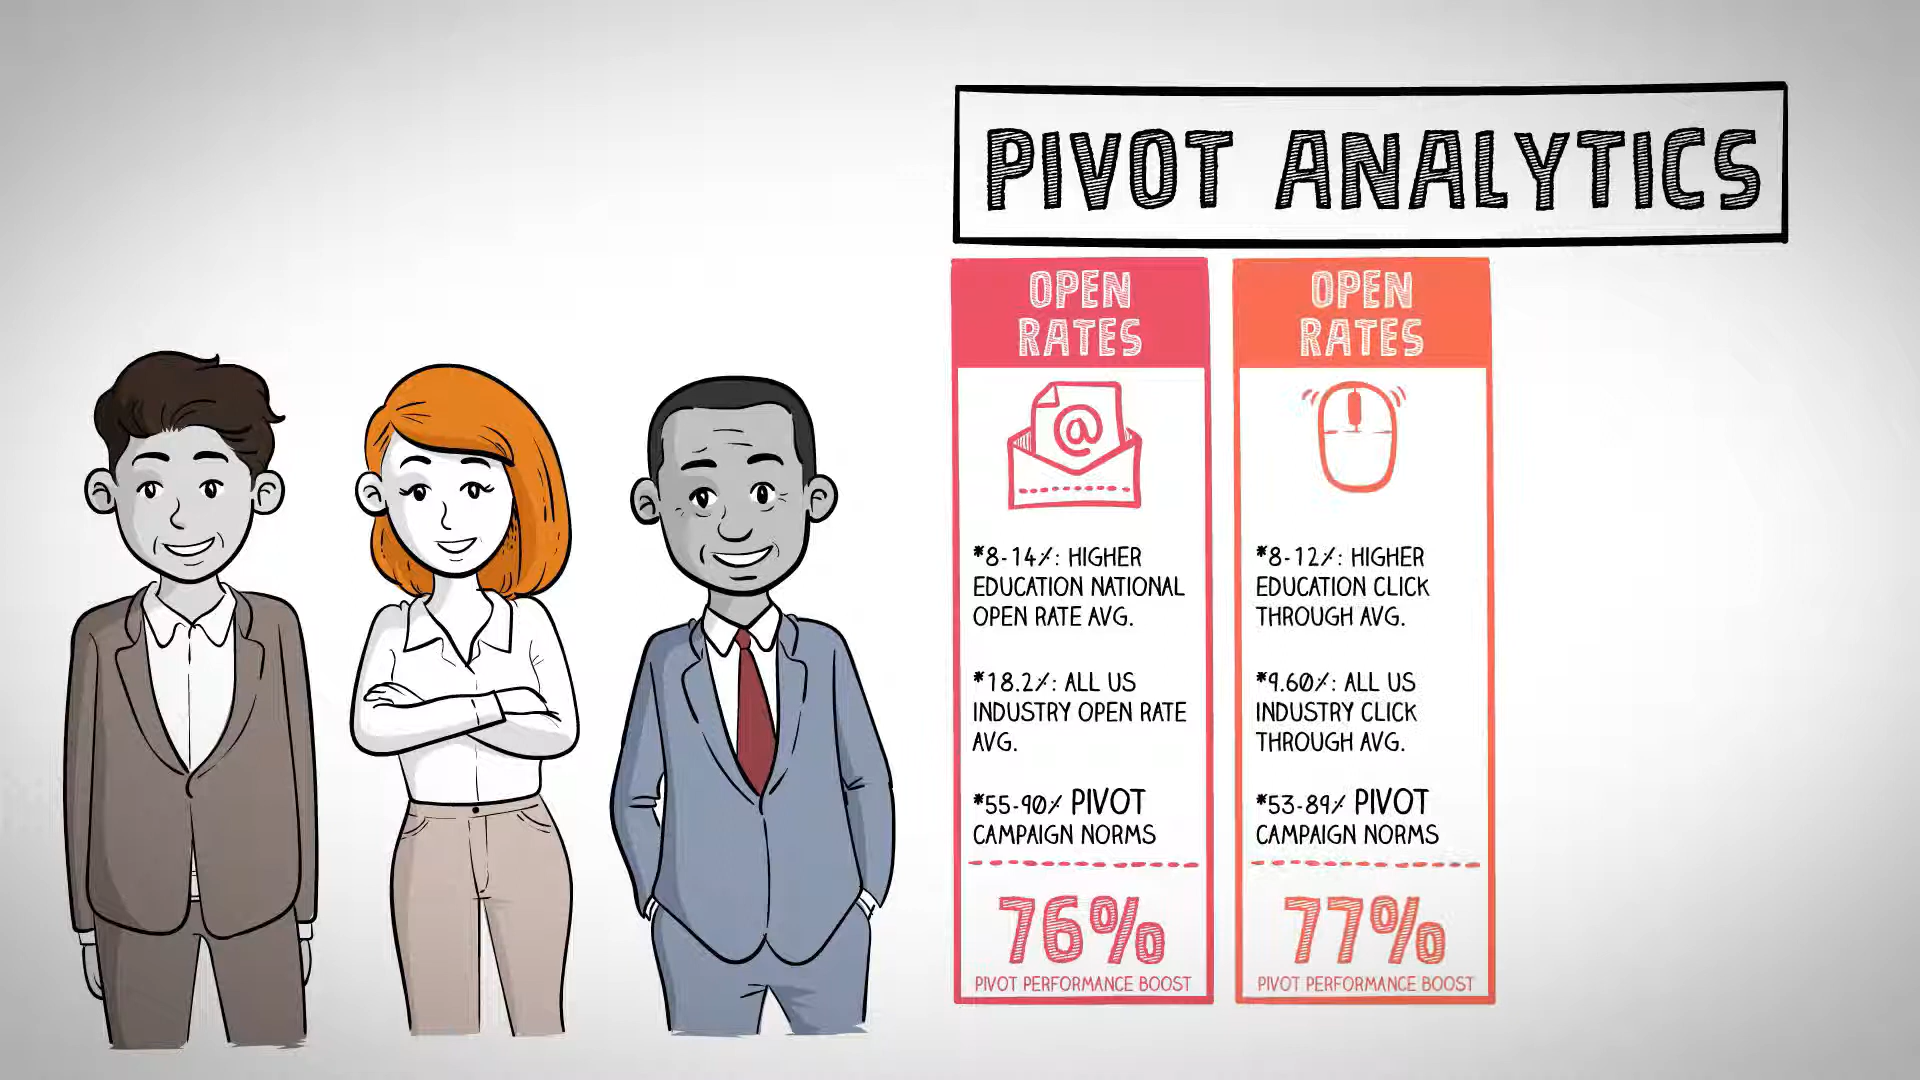 PIVOT ANALYTICS
OPEN
RATES
@
*8-14%: HIGHER
EDUCATION NATIONAL
OPEN RATE AVG.
*18.2%: ALL US
INDUSTRY OPEN RATE
AVG.
*55-90% PIVOT
CAMPAIGN NORMS
76%
PIVOT PERFORMANCE BOOST
OPEN
RATES
*8-12%: HIGHER
EDUCATION CLICK
THROUGH AVG.
*9.60%: ALL US
INDUSTRY CLICK
THROUGH AVG.
*53-89% PIVOT
CAMPAIGN NORMS
77%
PIVOT PERFORMANCE BOOST